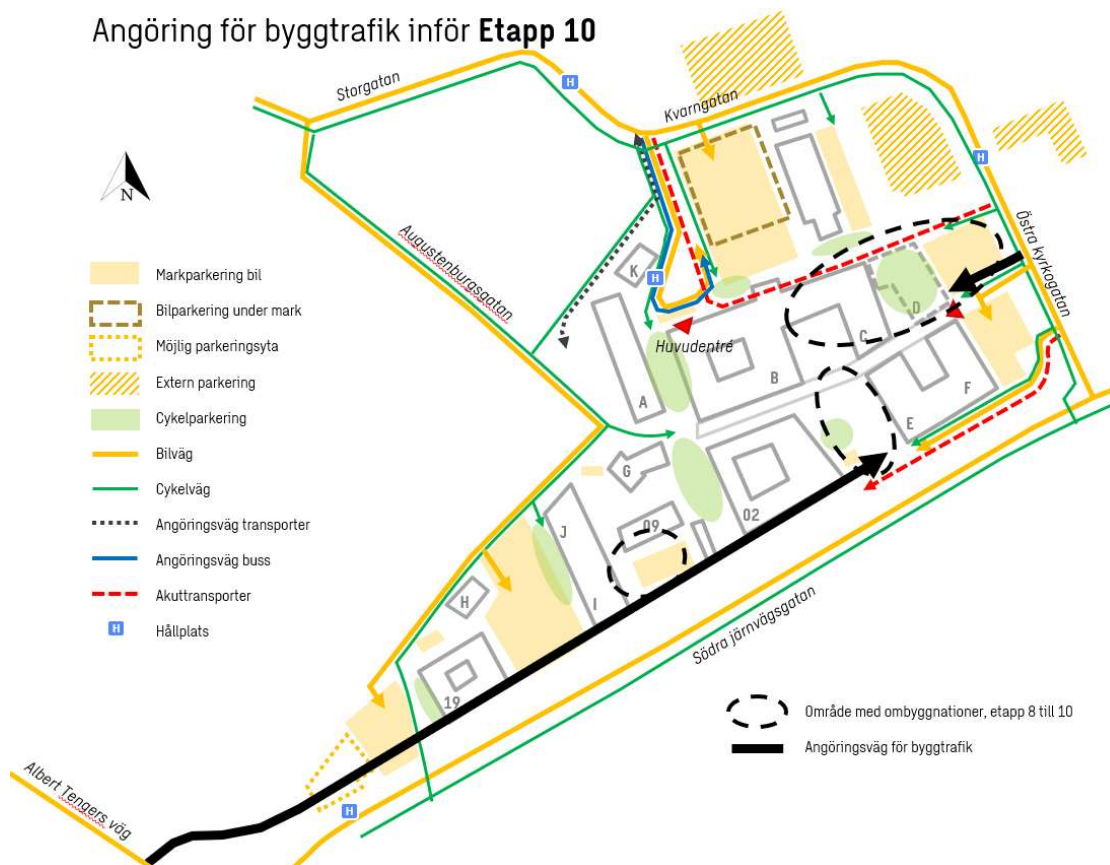 Angöring för byggtrafik inför Etapp 10
Storgatan
H
Kvarngatan
H
N
Östra kyrkogatan
Augustenburgsgatan
K
H
Markparkering bil
Bilparkering under mark
Möjlig parkeringsyta
Extern parkering
Cykelparkering
Bilväg
Cykelväg
Angöringsväg transporter
Angöringsväg buss
Akuttransporter
H
Hållplats
Huvudentré
A
B
C
D
E
F
G
J
09
02
I
H
19
Södra järnvägsgatan
Område med ombyggnationer, etapp 8 till 10
Angöringsväg för byggtrafik
H
Albert Tengers väg